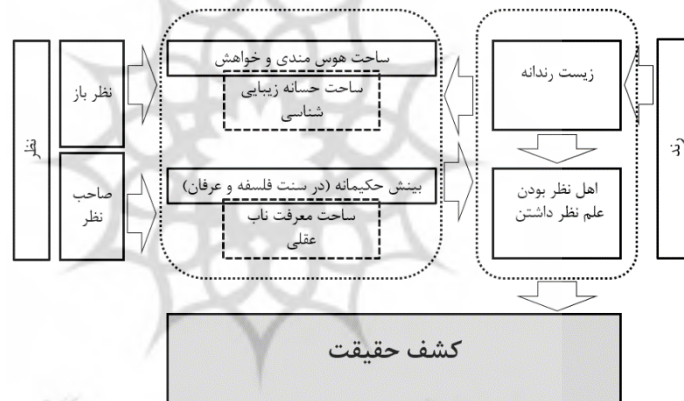 رند
زیست رندانه
اهل نظر بودن
علم نظر داشتن
ساحت هوس مندی و خواهش
ساحت حسانه زیبایی
شناسی
بینش حکیمانه (در سنت فلسفه و عرفان)
ساحت معرفت ناب
عقلی
نظر باز
صاحب
نظر
نظر
کشف حقیقت